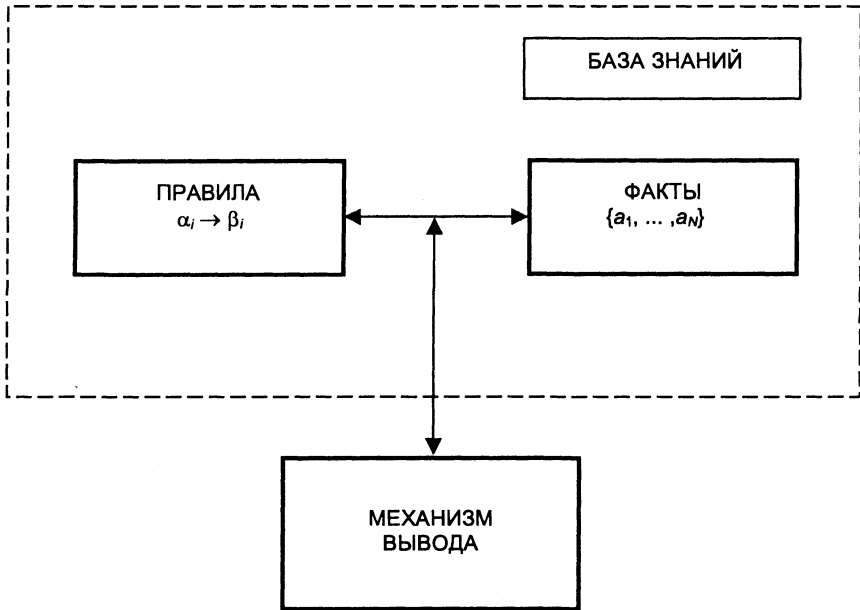 БАЗА ЗНАНИЙ
ПРАВИЛА
αi → βi
ФАКТЫ
{a1, ... ,aN}
МЕХАНИЗМ
ВЫВОДА